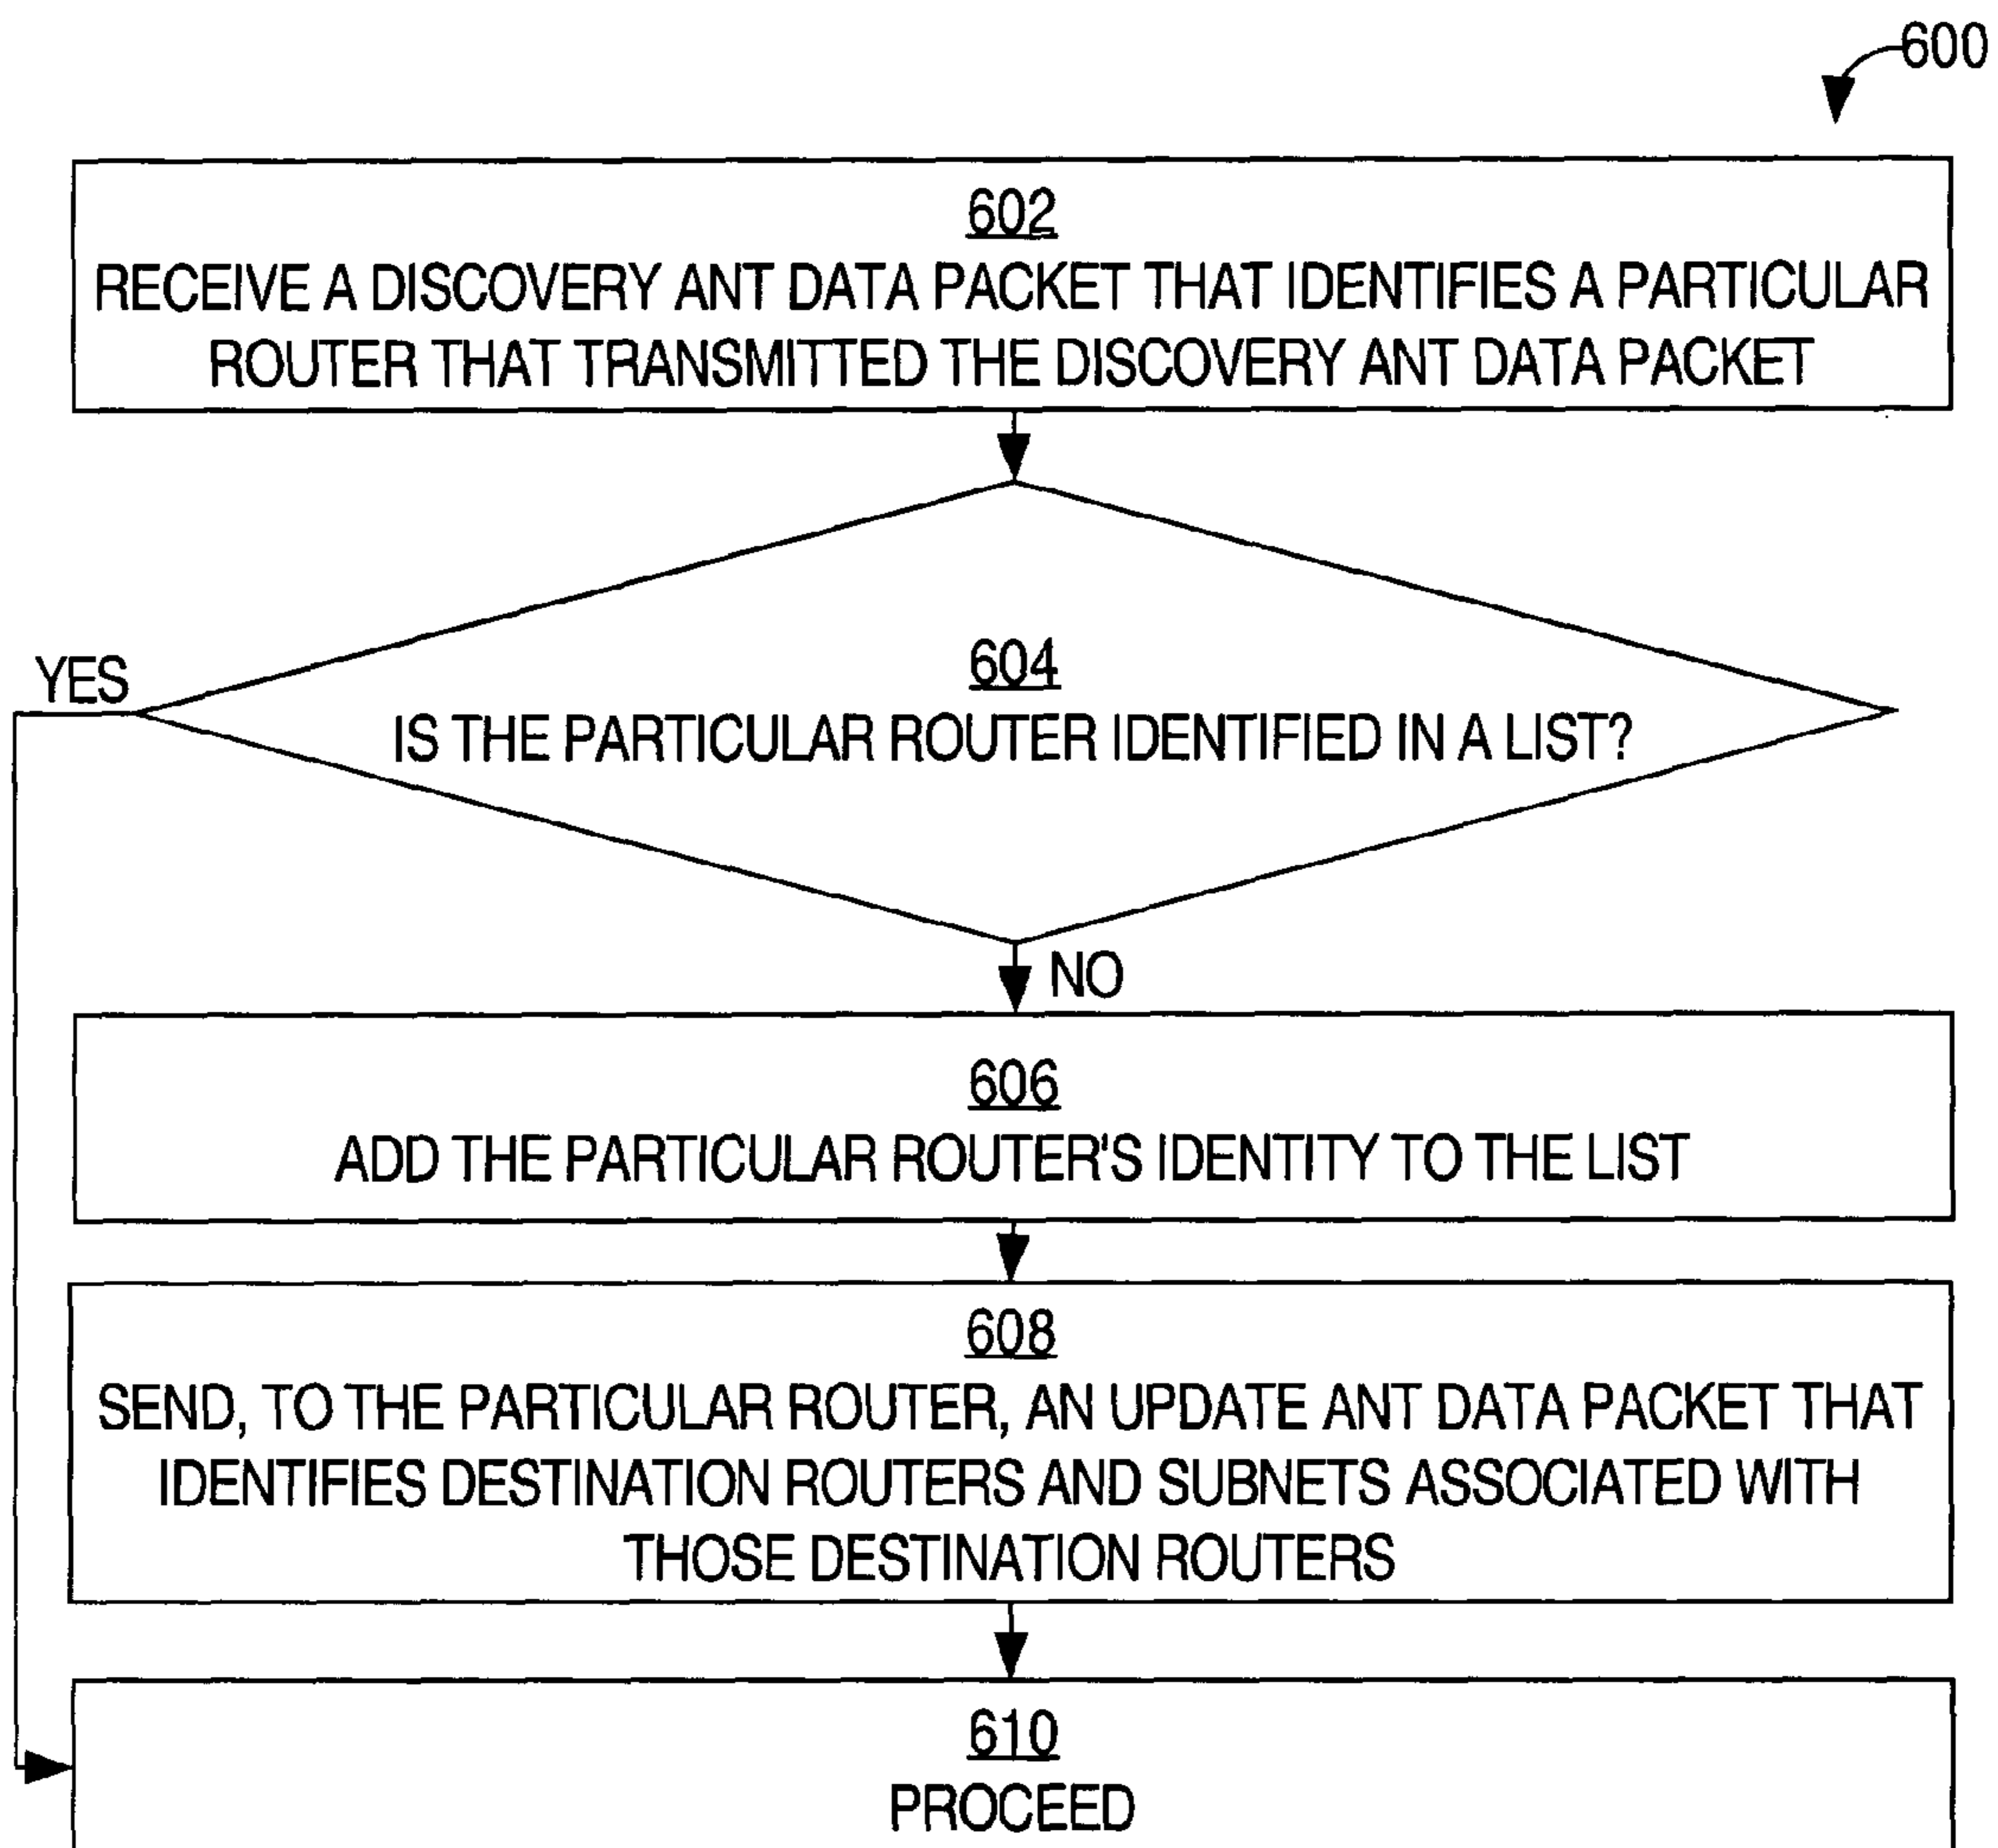 600
602
RECEIVE A DISCOVERY ANT DATA PACKET THAT IDENTIFIES A PARTICULAR
ROUTER THAT TRANSMITTED THE DISCOVERY ANT DATA PACKET
604
IS THE PARTICULAR ROUTER IDENTIFIED IN A LIST?
YES
NO
606
ADD THE PARTICULAR ROUTER'S IDENTITY TO THE LIST
608
SEND, TO THE PARTICULAR ROUTER, AN UPDATE ANT DATA PACKET THAT
IDENTIFIES DESTINATION ROUTERS AND SUBNETS ASSOCIATED WITH
THOSE DESTINATION ROUTERS
610
PROCEED